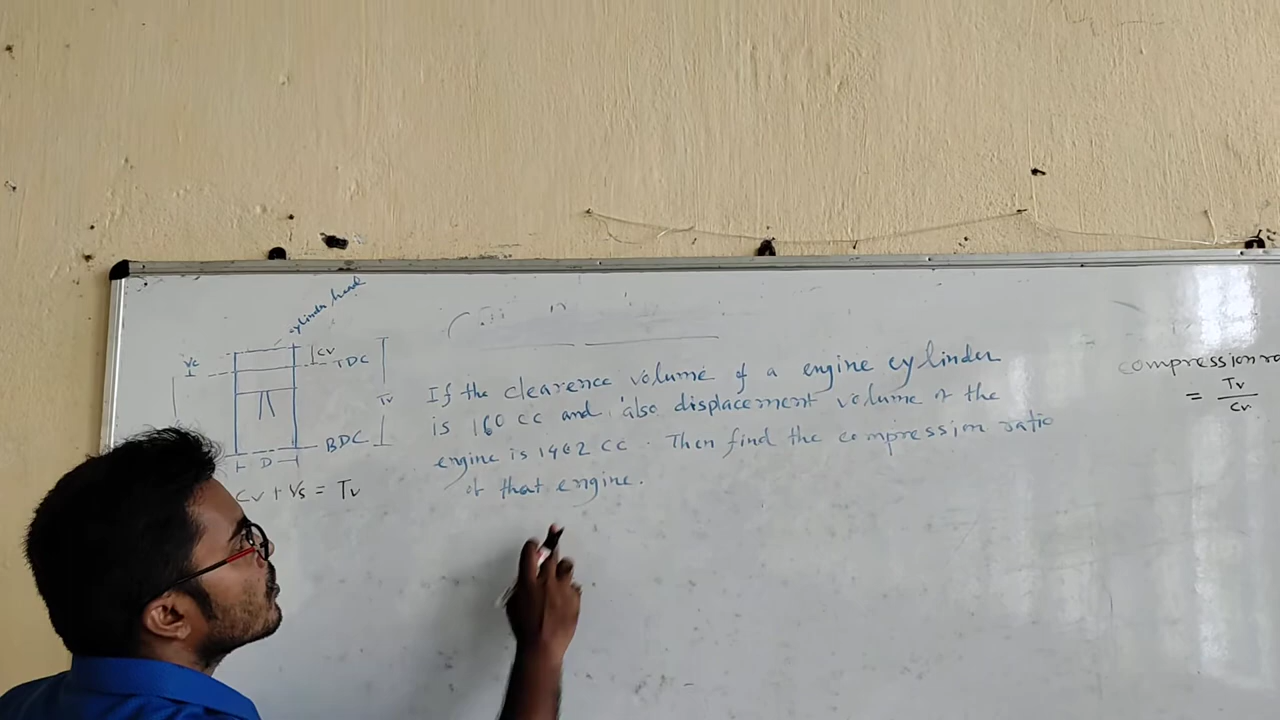 cylinder head
Vc
CV
TDC
Tv
BDC
D
Cv + Vs = Tv
If the clearence volume of a engine cylinder
is 160 cc and also displacement volume of the
engine is 1402 cc. Then find the compression ratio
of that engine.
compression ra
= Tv
Cv